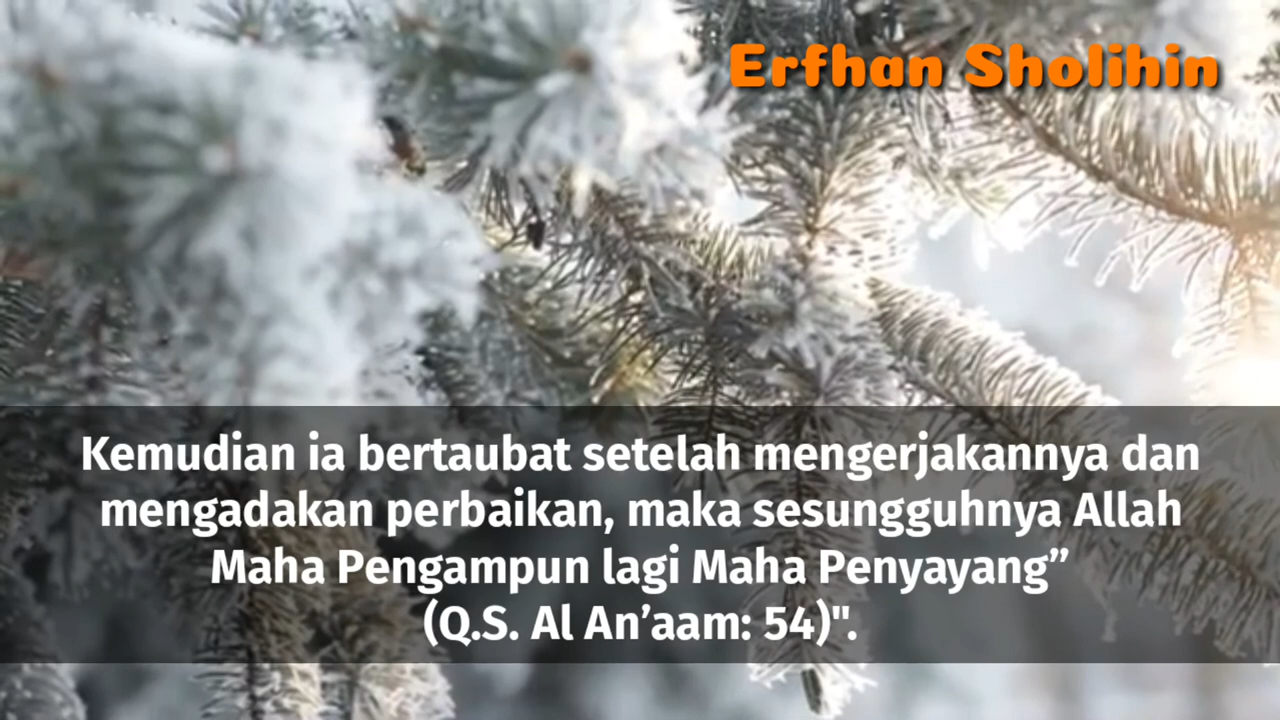 Erfhan Sholihin
Kemudian ia bertaubat setelah mengerjakannya dan
mengadakan perbaikan, maka sesungguhnya Allah
Maha Pengampun lagi Maha Penyayang”
(Q.S. Al An’aam: 54)".